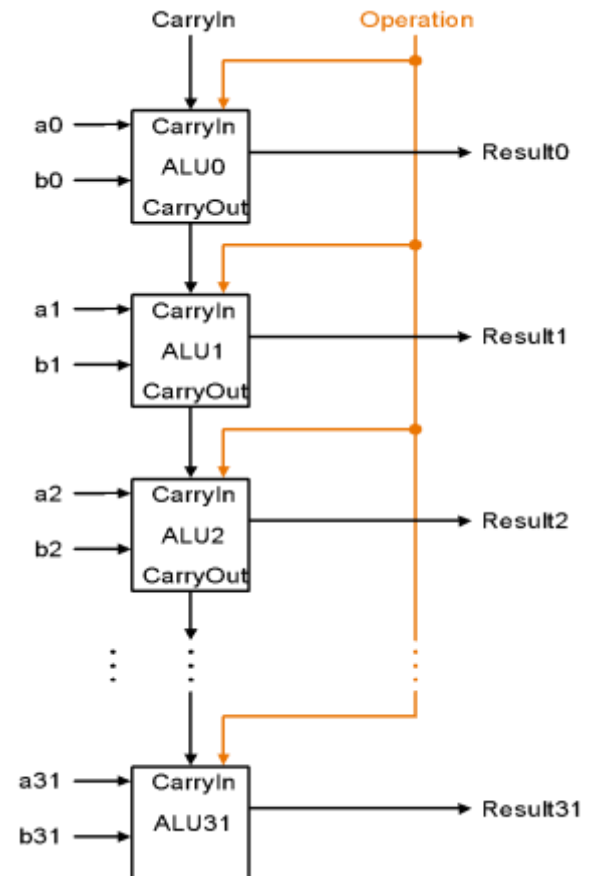 CarryIn Operation
a0 CarryIn
ALU0 Result0
b0
CarryOut
a1 CarryIn
ALU1 Result1
b1
CarryOut
a2 CarryIn
ALU2 Result2
b2
CarryOut
a31 CarryIn
ALU31 Result31
b31